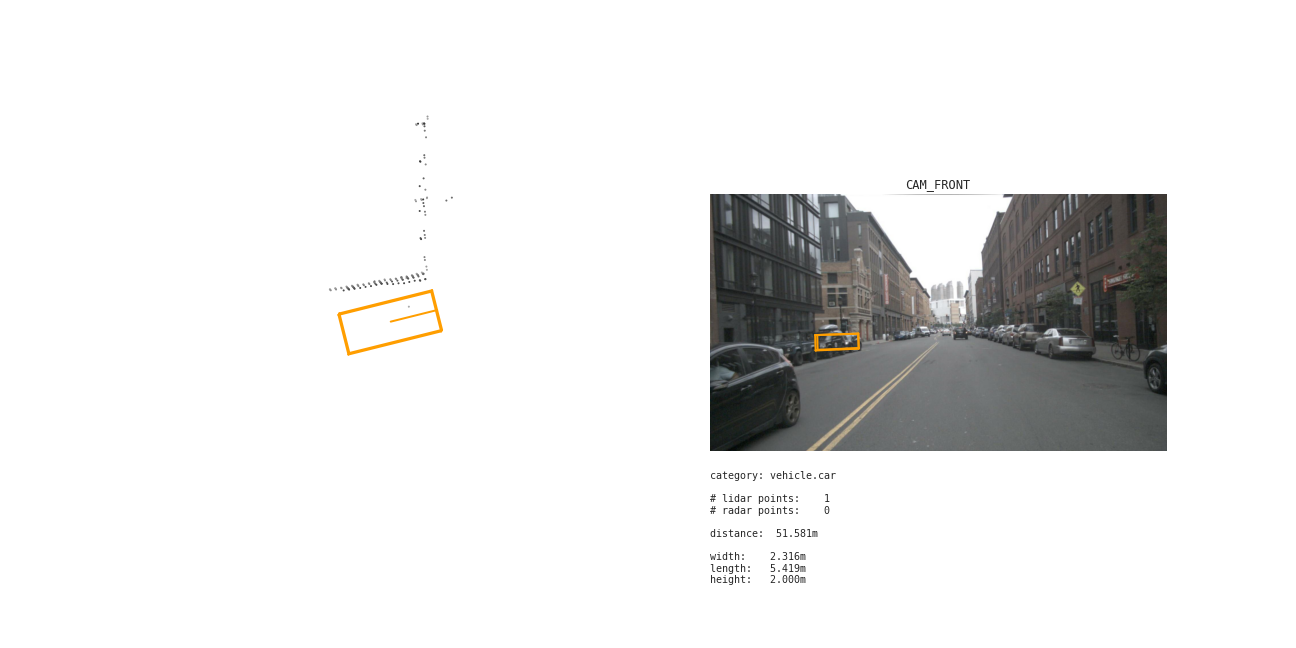 CAM_FRONT
category: vehicle.car
# lidar points: 1
# radar points: 0
distance: 51.581m
width: 2.316m
length: 5.419m
height: 2.000m